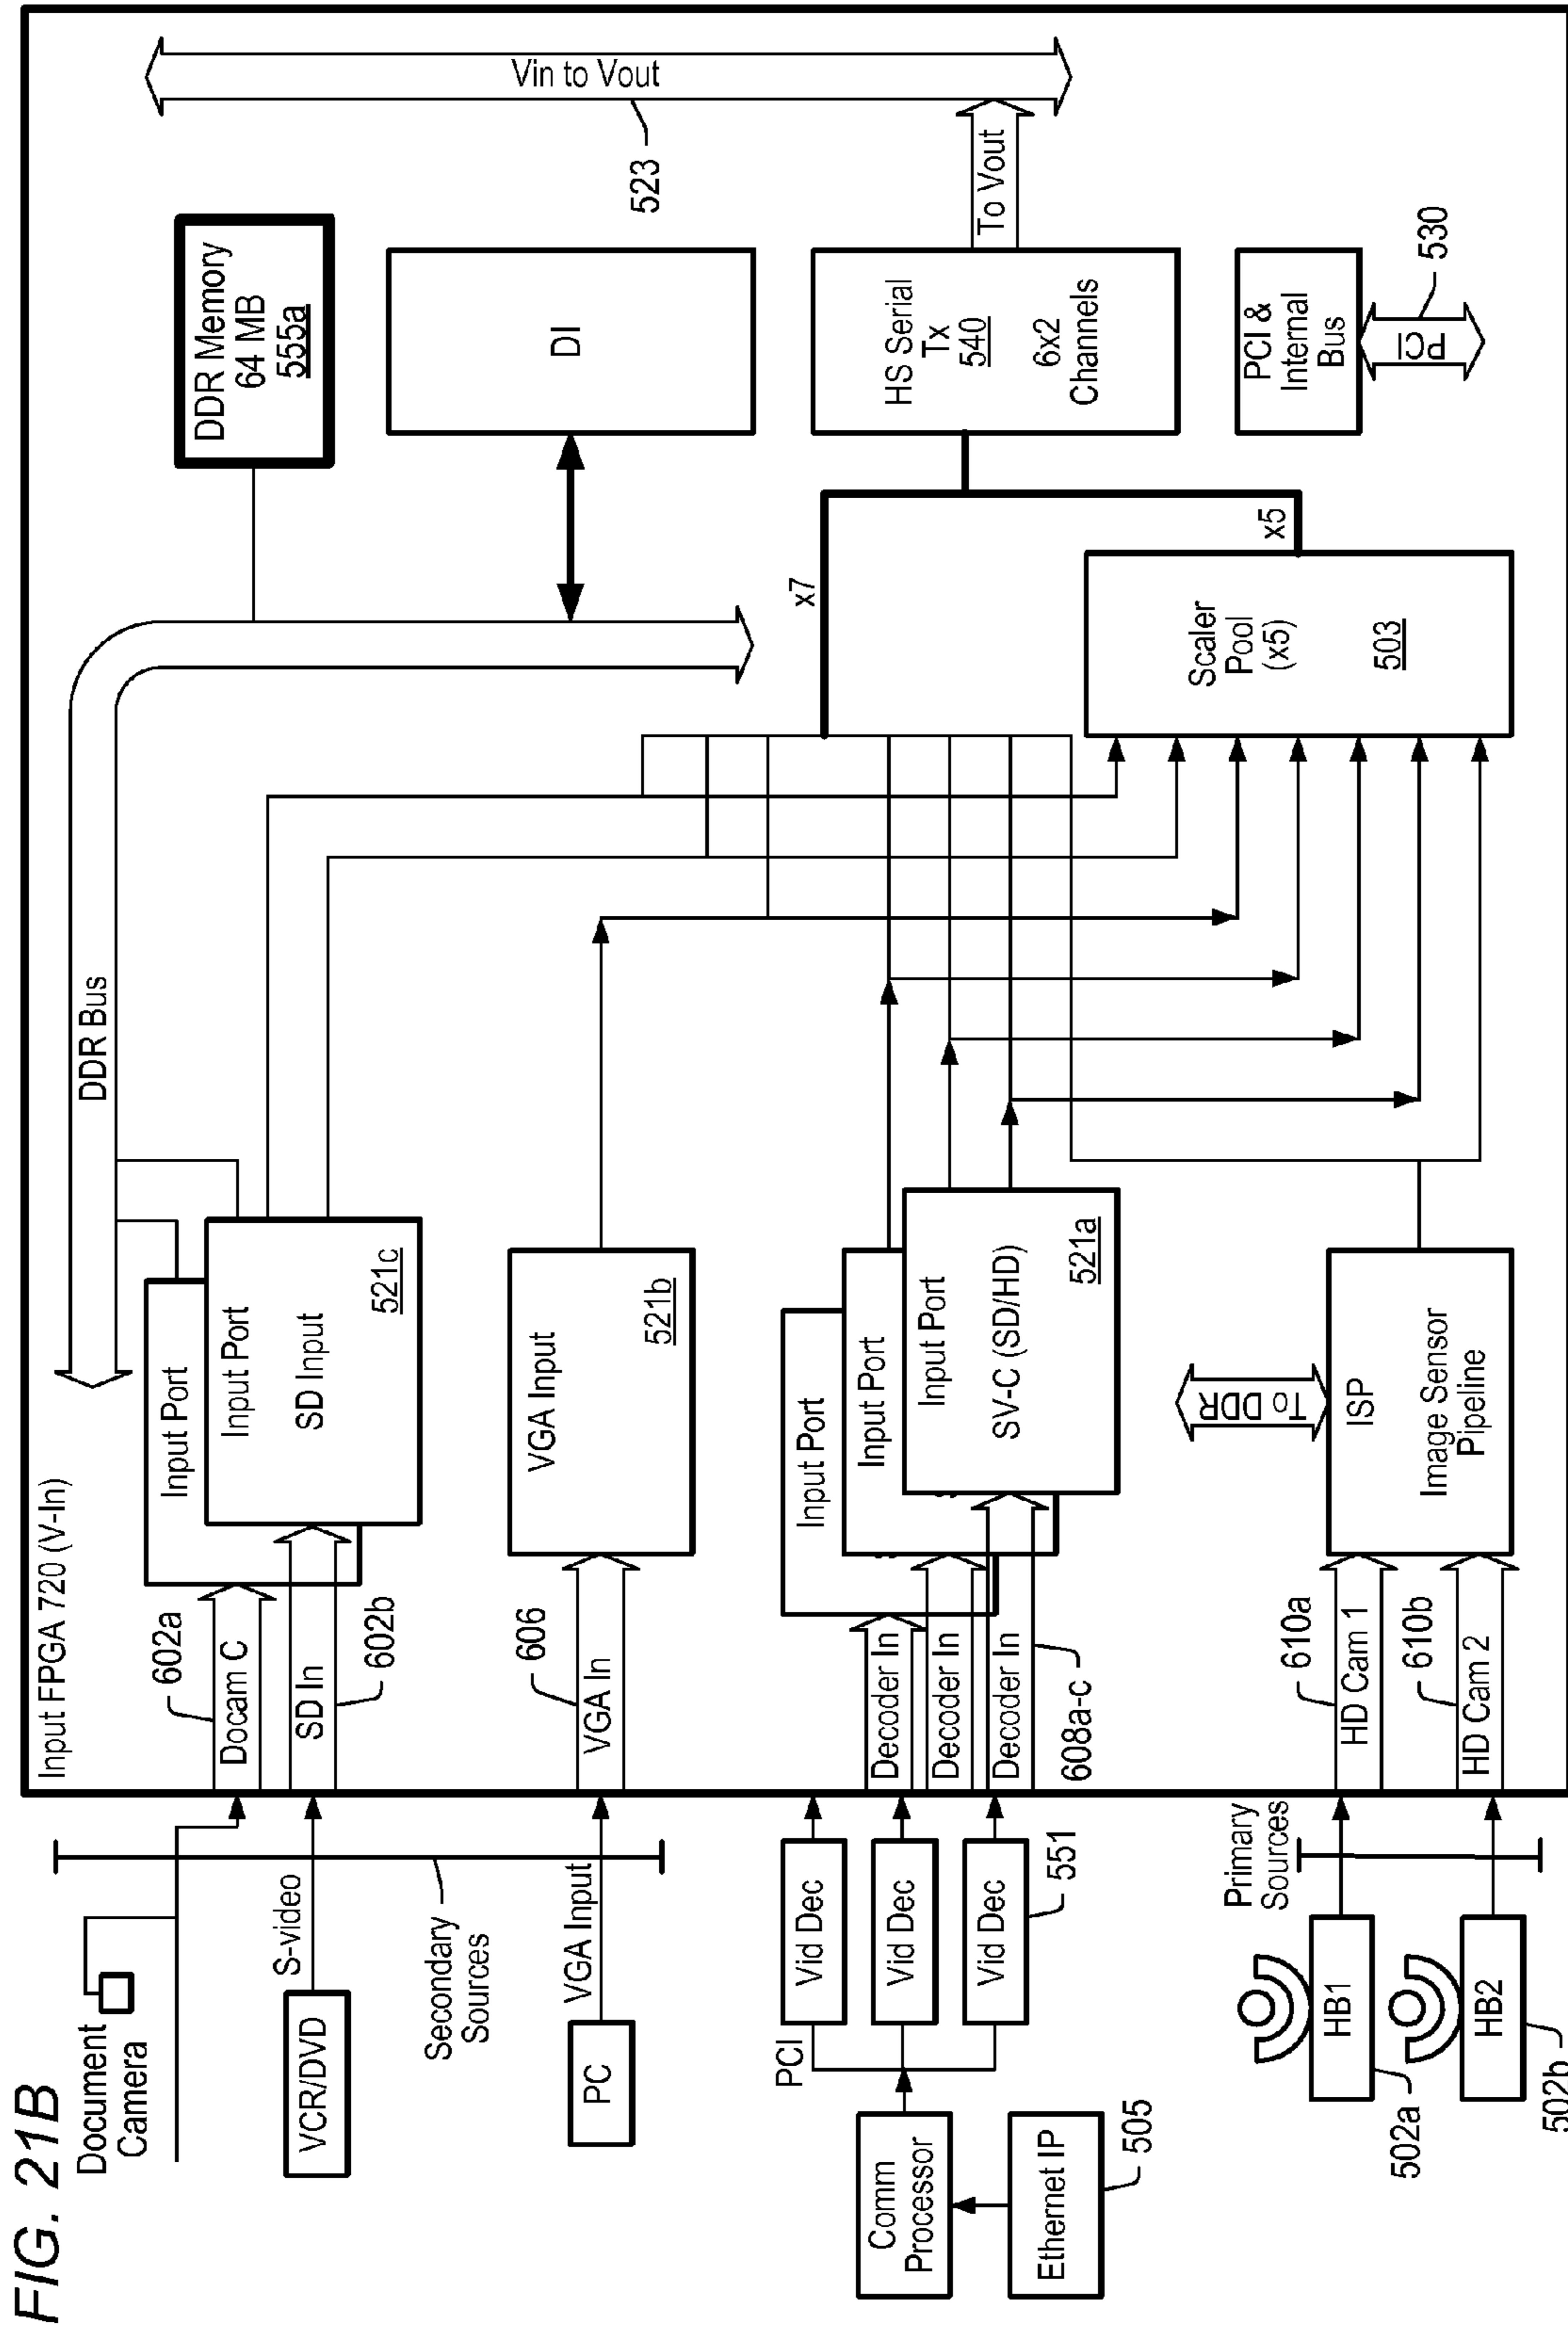 FIG. 21B
Input FPGA 720 (V-In)
Document
Camera
VCR/DVD
S-video
Secondary
Sources
PC
VGA Input
Comm
Processor
Ethernet IP
505
PCI
Vid Dec
Vid Dec
Vid Dec
551
Primary
Sources
HB1
502a
HB2
502b
602a
Docam C
SD In
602b
606
VGA In
Decoder In
Decoder In
Decoder In
608a-c
610a
HD Cam 1
610b
HD Cam 2
Input Port
Input Port
SD Input
521c
VGA Input
521b
Input Port
Input Port
Input Port
SV-C (SD/HD)
521a
To DDR
ISP
Image Sensor
Pipeline
DDR Bus
x7
x5
Scaler
Pool
(x5)
503
DDR Memory
64 MB
555a
DI
HS Serial
Tx
540
6x2
Channels
PCI &
Internal
Bus
PCI
530
To Vout
Vin to Vout
523